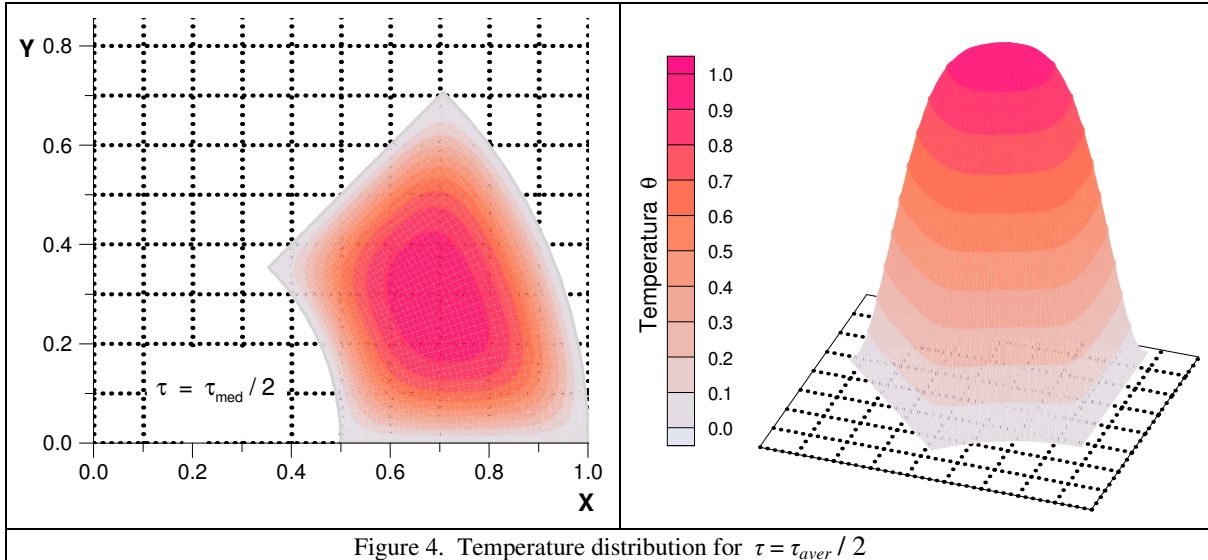 Y
0.8
0.6
0.4
0.2
0.0
τ = τmed / 2
0.0 0.2 0.4 0.6 0.8 1.0
X
Temperatura θ
1.0
0.9
0.8
0.7
0.6
0.5
0.4
0.3
0.2
0.1
0.0
Figure 4. Temperature distribution for τ = τaver / 2